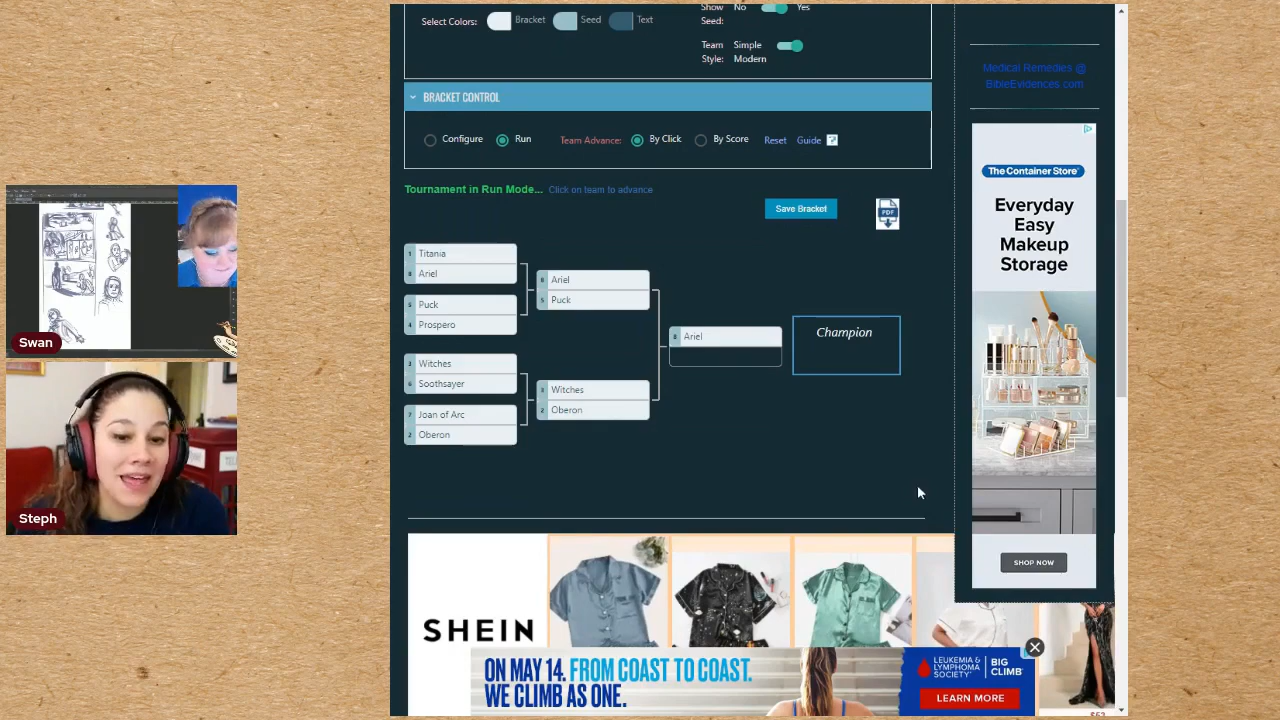 Select Colors: Bracket Seed Text
Show Seed: No Yes
Team Style: Simple Modern
BRACKET CONTROL
Configure Run Team Advance: By Click By Score Reset Guide
Tournament in Run Mode... Click on team to advance
Save Bracket
PDF
1 Titania
8 Ariel
5 Puck
4 Prospero
3 Witches
6 Soothsayer
7 Joan of Arc
2 Oberon
8 Ariel
5 Puck
3 Witches
2 Oberon
8 Ariel
Champion
Medical Remedies @
BibleEvidences.com
The Container Store
Everyday
Easy
Makeup
Storage
SHOP NOW
SHEIN
ON MAY 14. FROM COAST TO COAST.
WE CLIMB AS ONE.
LEUKEMIA &
LYMPHOMA
SOCIETY
BIG
CLIMB
LEARN MORE
Swan
Steph